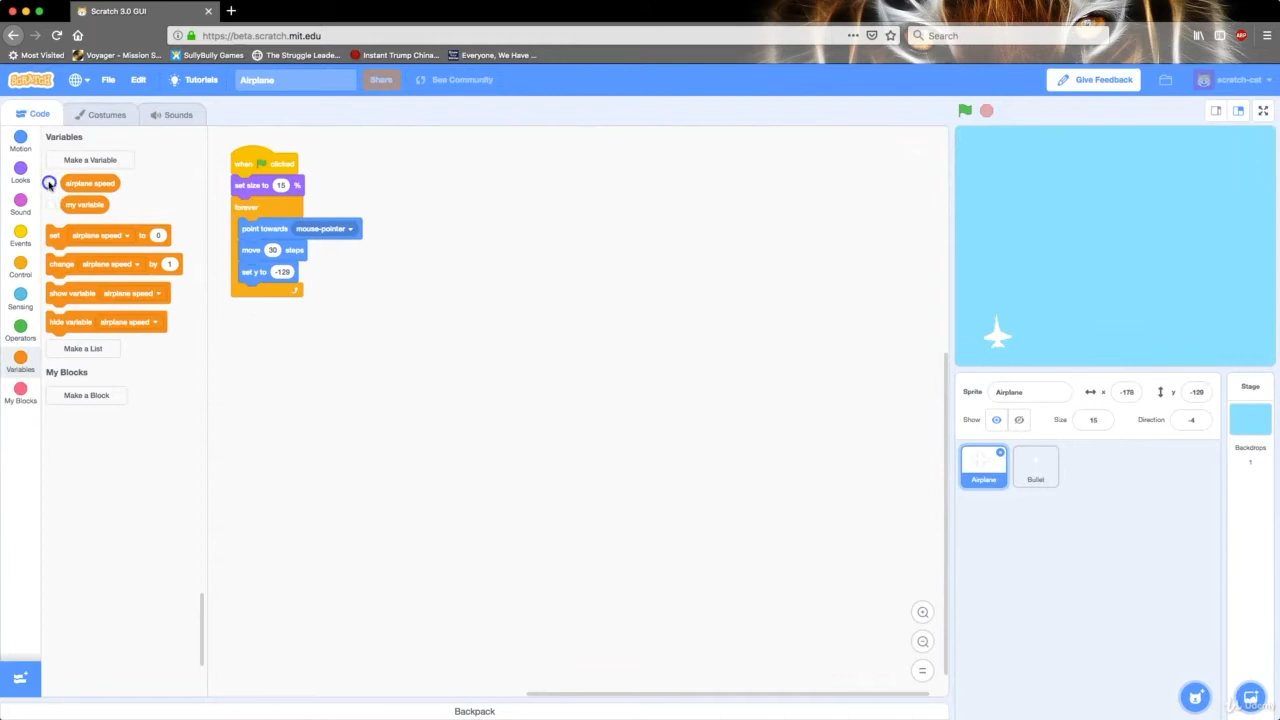 Scratch 3.0 GUI
https://beta.scratch.mit.edu
Search
Most Visited
Voyager - Mission S...
SullyBully Games
The Struggle Leade...
Instant Trump China...
Everyone, We Have ...
SCRATCH
File
Edit
Tutorials
Airplane
Share
See Community
Give Feedback
scratch-cat
Code
Costumes
Sounds
Motion
Looks
Sound
Events
Control
Sensing
Operators
Variables
My Blocks
Variables
Make a Variable
airplane speed
my variable
set airplane speed to 0
change airplane speed by 1
show variable airplane speed
hide variable airplane speed
Make a List
My Blocks
Make a Block
when clicked
set size to 15 %
forever
point towards mouse-pointer
move 30 steps
set y to -129
Backpack
Sprite Airplane x -178 y -129
Show Size 15 Direction -4
Airplane
Bullet
Stage
Backdrops
1
Udemy